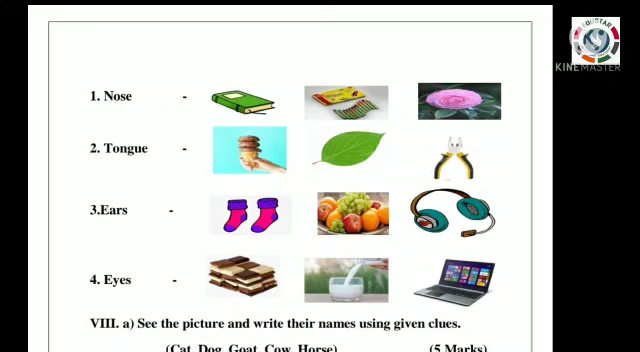 EDUSTAR
KINEMASTER
1. Nose -
2. Tongue -
3.Ears -
4. Eyes -
VIII. a) See the picture and write their names using given clues.
(Cat, Dog, Goat, Cow, Horse) (5 Marks)